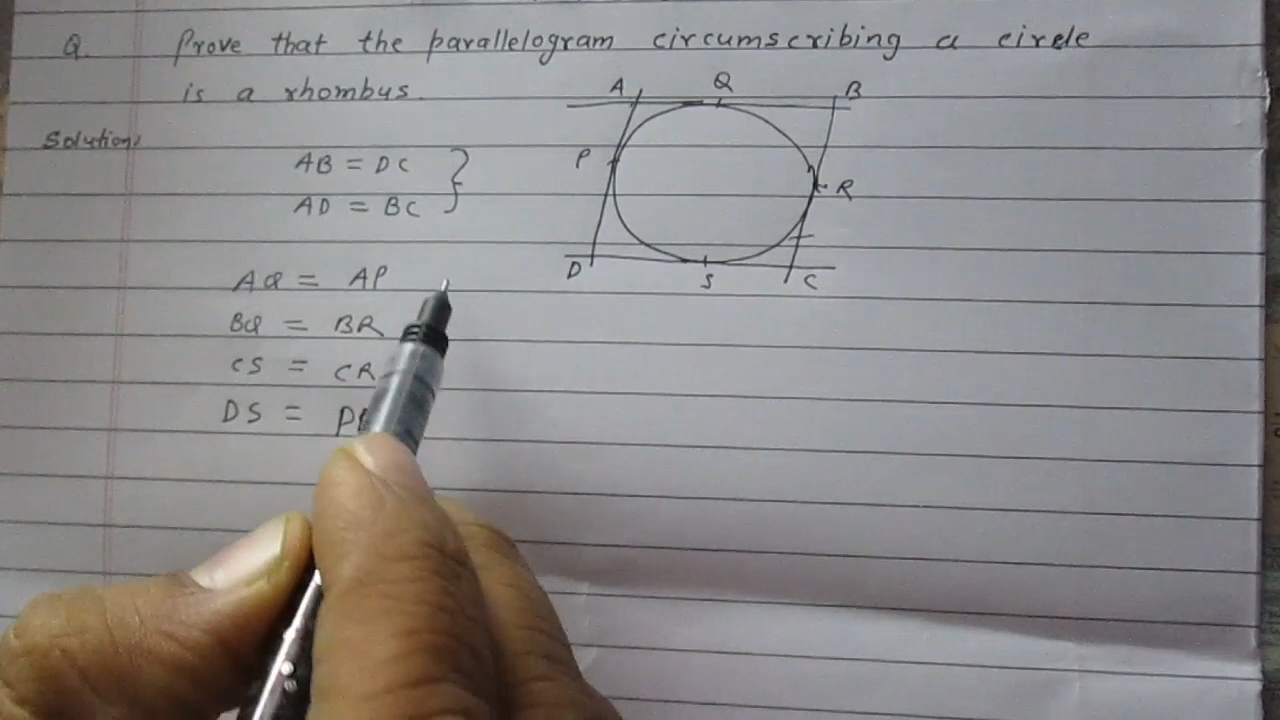 Q. Prove that the parallelogram circumscribing a circle
is a rhombus.
Solution,
AB = DC
AD = BC
AQ = AP
BQ = BR
CS = CR
DS =
A Q B
P R
D S C